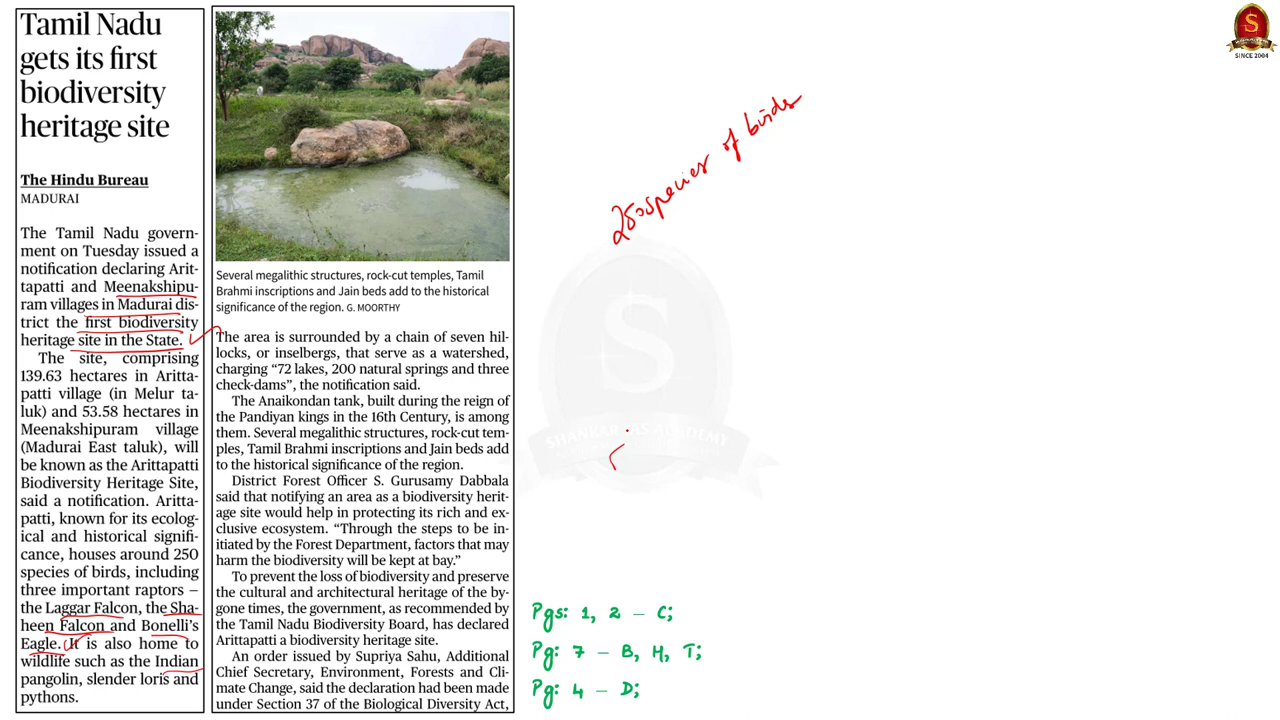 Tamil Nadu
gets its first
biodiversity
heritage site
The Hindu Bureau
MADURAI
The Tamil Nadu govern-
ment on Tuesday issued a
notification declaring Arit-
tapatti and Meenakshipu-
ram villages in Madurai dis-
trict the first biodiversity
heritage site in the State.
The site, comprising
139.63 hectares in Aritta-
patti village (in Melur ta-
luk) and 53.58 hectares in
Meenakshipuram village
(Madurai East taluk), will
be known as the Arittapatti
Biodiversity Heritage Site,
said a notification. Aritta-
patti, known for its ecolog-
ical and historical signifi-
cance, houses around 250
species of birds, including
three important raptors –
the Laggar Falcon, the Sha-
heen Falcon and Bonelli's
Eagle. It is also home to
wildlife such as the Indian
pangolin, slender loris and
pythons.
Several megalithic structures, rock-cut temples, Tamil
Brahmi inscriptions and Jain beds add to the historical
significance of the region. G. MOORTHY
The area is surrounded by a chain of seven hil-
locks, or inselbergs, that serve as a watershed,
charging “72 lakes, 200 natural springs and three
check-dams”, the notification said.
The Anaikondan tank, built during the reign of
the Pandiyan kings in the 16th Century, is among
them. Several megalithic structures, rock-cut tem-
ples, Tamil Brahmi inscriptions and Jain beds add
to the historical significance of the region.
District Forest Officer S. Gurusamy Dabbala
said that notifying an area as a biodiversity herit-
age site would help in protecting its rich and ex-
clusive ecosystem. “Through the steps to be in-
itiated by the Forest Department, factors that may
harm the biodiversity will be kept at bay.”
To prevent the loss of biodiversity and preserve
the cultural and architectural heritage of the by-
gone times, the government, as recommended by
the Tamil Nadu Biodiversity Board, has declared
Arittapatti a biodiversity heritage site.
An order issued by Supriya Sahu, Additional
Chief Secretary, Environment, Forests and Cli-
mate Change, said the declaration had been made
under Section 37 of the Biological Diversity Act,
250 species of birds
SHANKAR IAS ACADEMY
Pgs: 1, 2 – C;
Pg: 7 – B, H, T;
Pg: 4 – D;
S
SINCE 2004